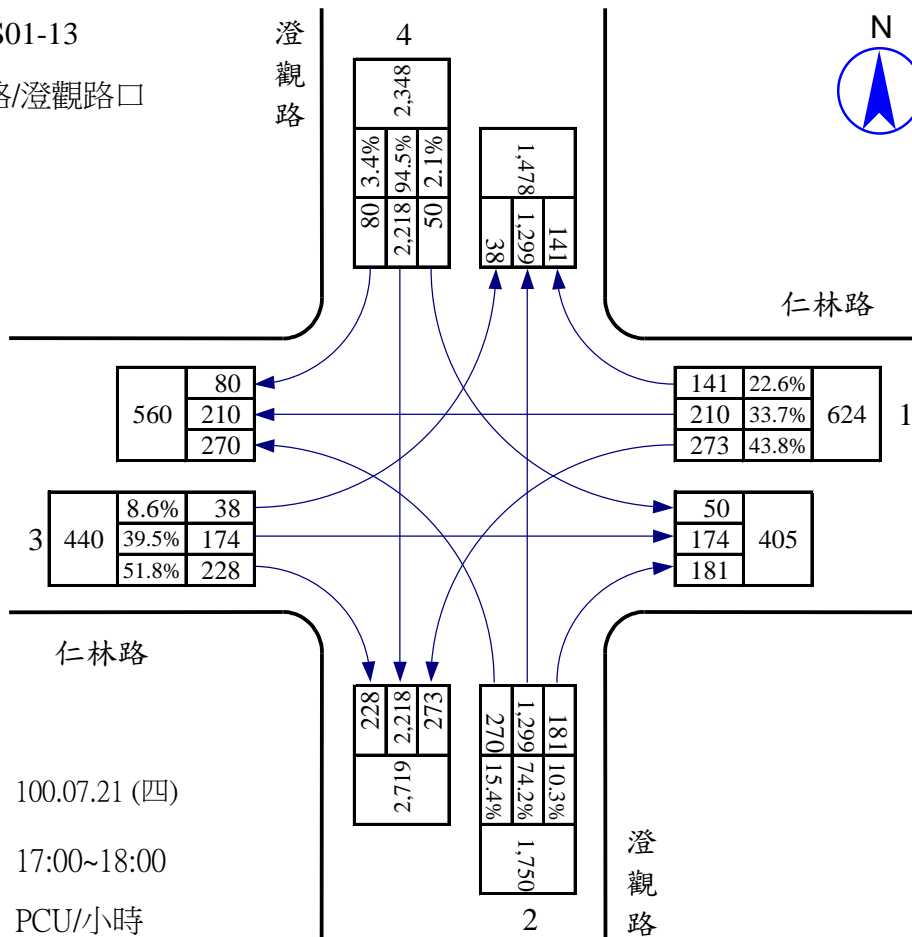 S01-13
路/澄觀路口
澄觀路
4
N
2,348
3.4% 94.5% 2.1%
80 2,218 50
1,478
38 1,299 141
仁林路
560
80
210
270
141 22.6%
210 33.7%
273 43.8%
624
1
3
440
8.6% 38
39.5% 174
51.8% 228
50
174
181
405
仁林路
228 2,218 273
2,719
270 1,299 181
15.4% 74.2% 10.3%
1,750
2
澄觀路
100.07.21 (四)
17:00~18:00
PCU/小時